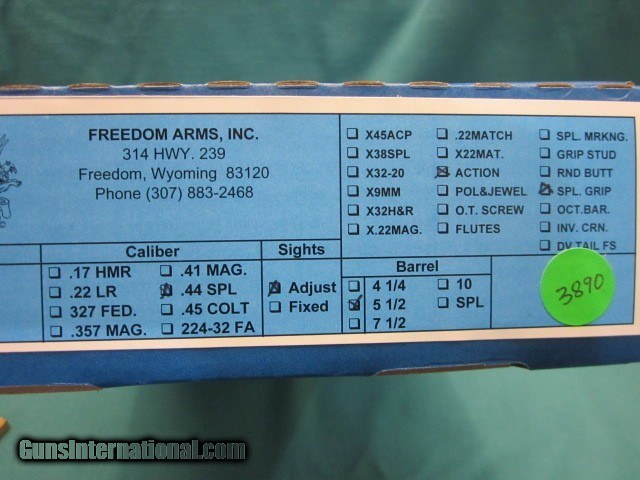 FREEDOM ARMS, INC.
314 HWY. 239
Freedom, Wyoming 83120
Phone (307) 883-2468
X45ACP .22MATCH SPL. MRKNG.
X38SPL X22MAT. GRIP STUD
X32-20 ACTION RND BUTT
X9MM POL&JEWEL SPL. GRIP
X32H&R O.T. SCREW OCT.BAR.
X.22MAG. FLUTES INV. CRN.
DV TAIL FS
Caliber
.17 HMR .41 MAG.
.22 LR .44 SPL
327 FED. .45 COLT
.357 MAG. 224-32 FA
Sights
Adjust
Fixed
Barrel
4 1/4 10
5 1/2 SPL
7 1/2
3890
GunsInternational.com